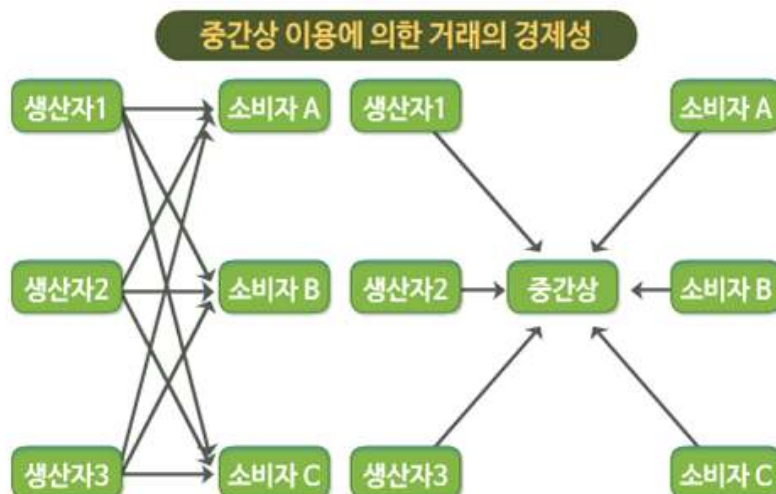 중간상 이용에 의한 거래의 경제성
생산자1 소비자 A 생산자1 소비자 A
생산자2 소비자 B 생산자2 중간상 소비자 B
생산자3 소비자 C 생산자3 소비자 C